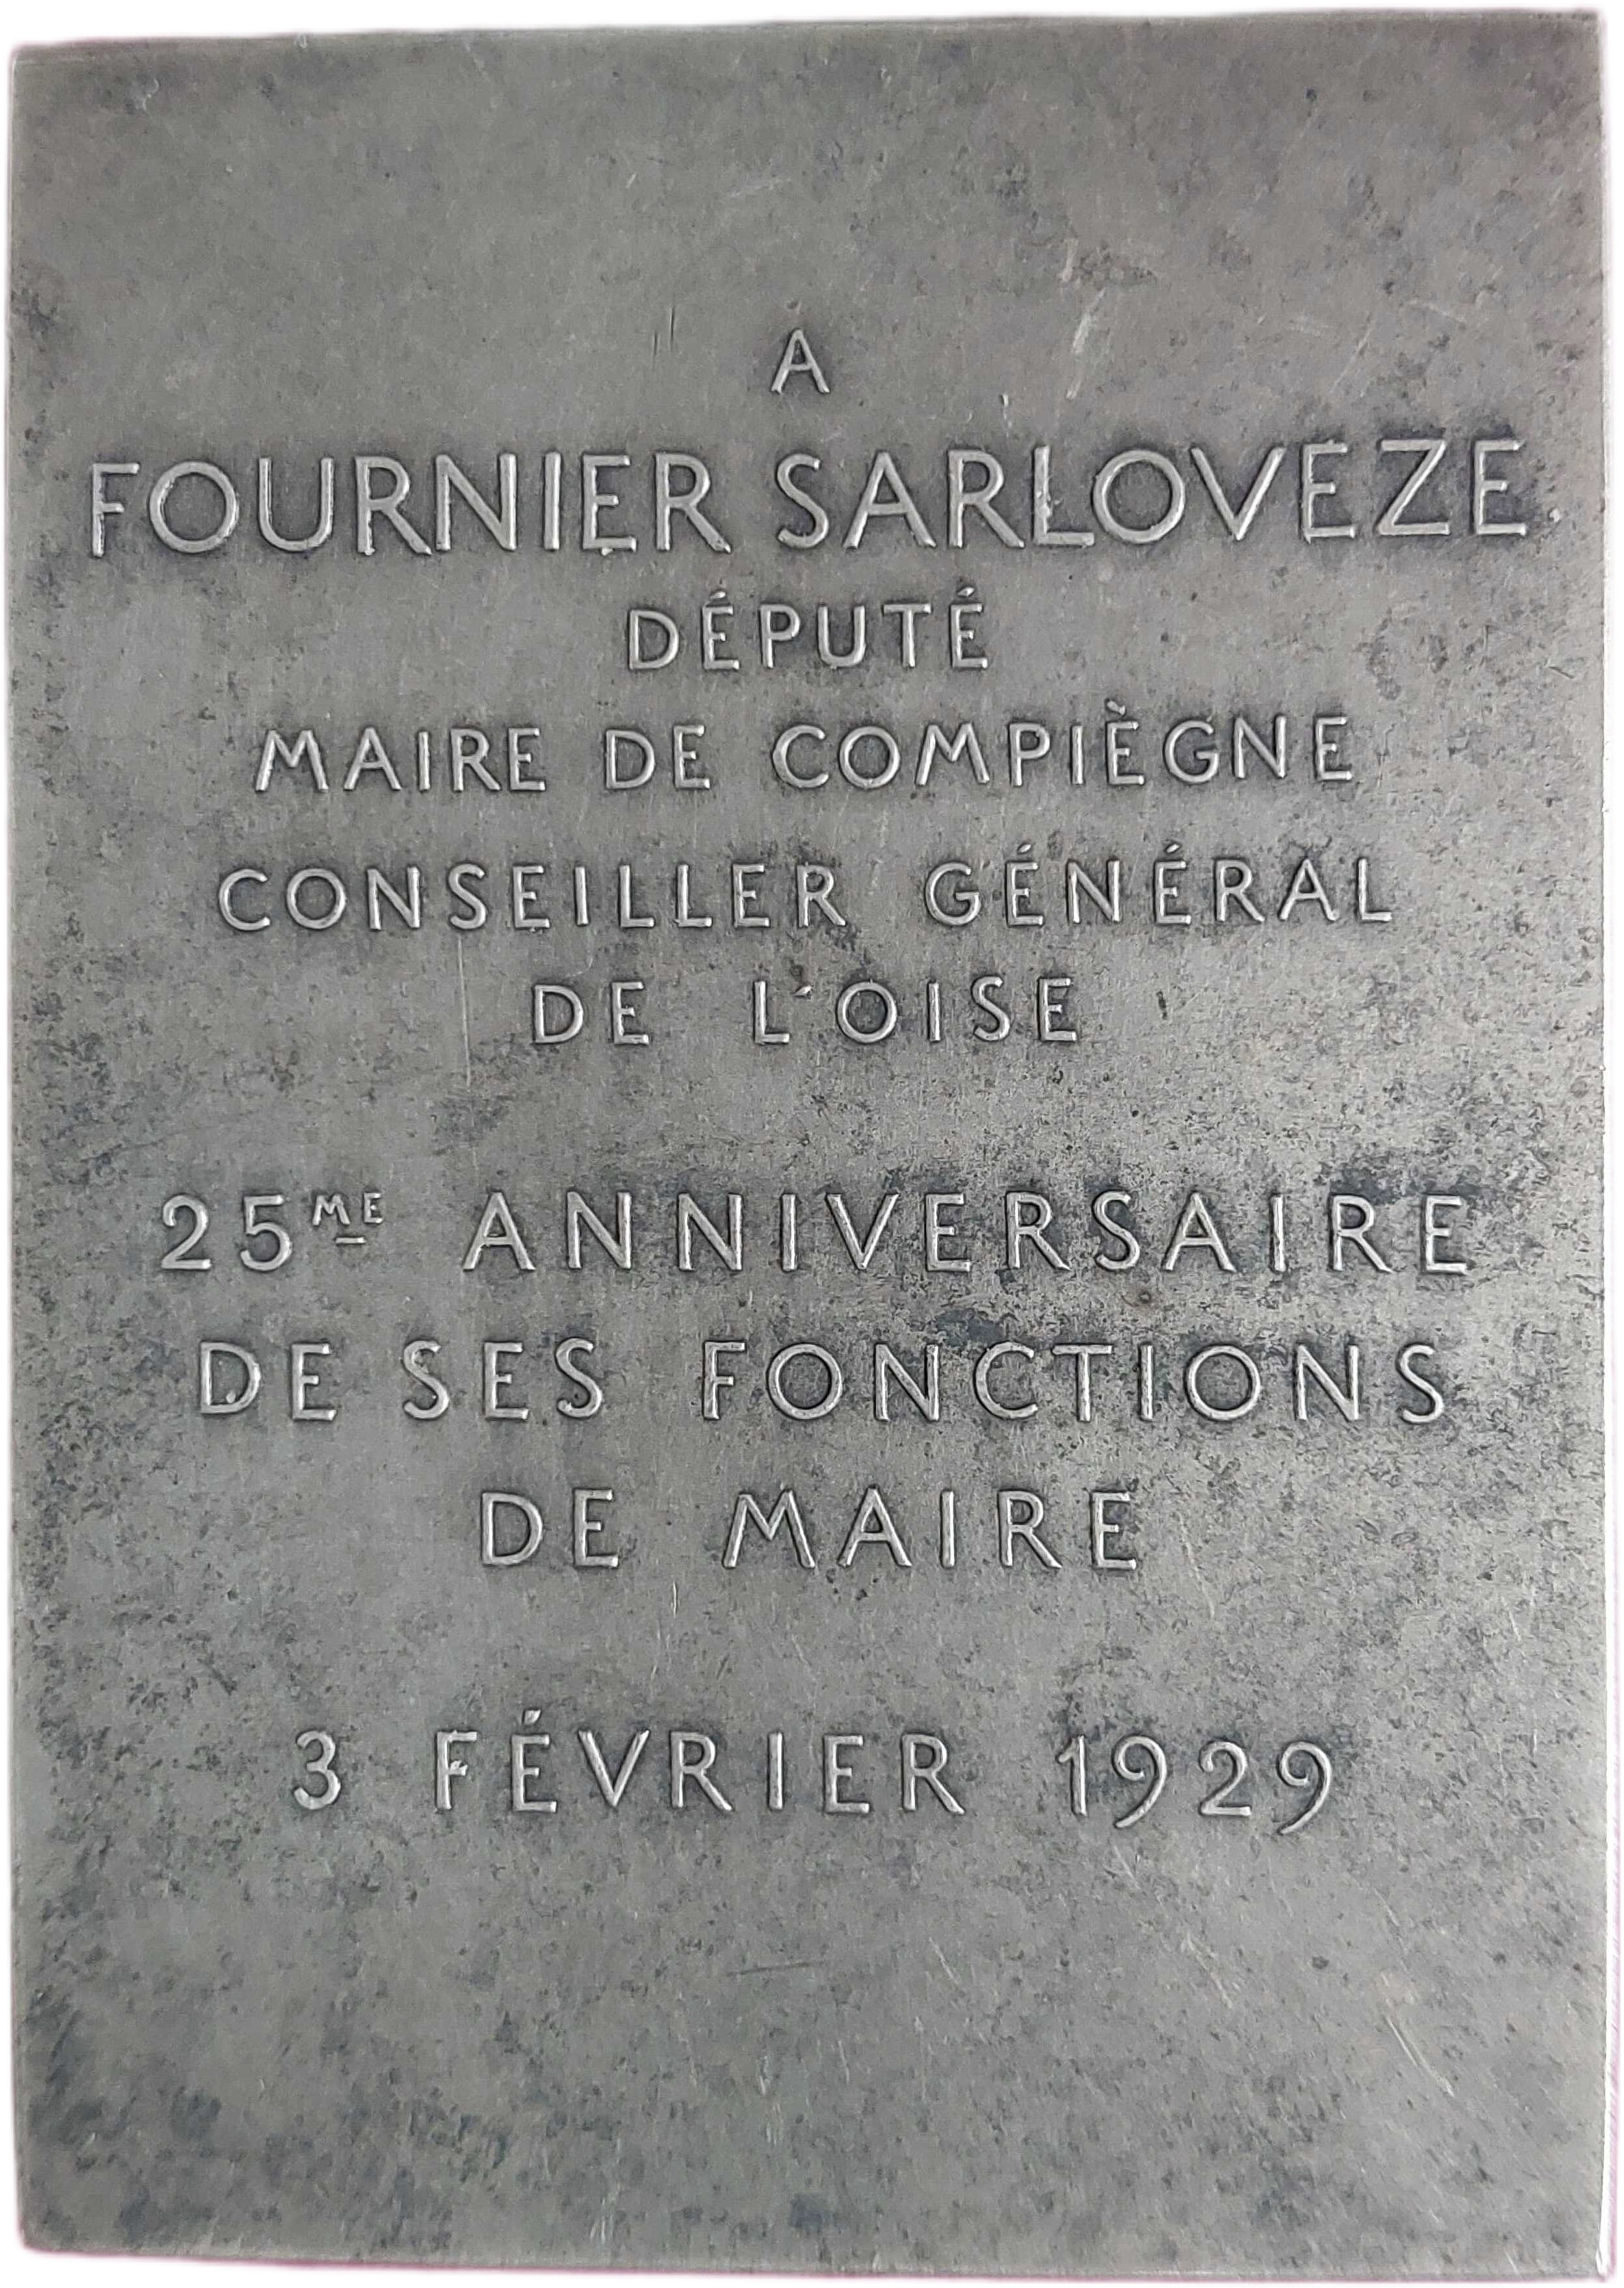 A
FOURNIER SARLOVEZE
DÉPUTÉ
MAIRE DE COMPIÈGNE
CONSEILLER GÉNÉRAL
DE L'OISE
25ME ANNIVERSAIRE
DE SES FONCTIONS
DE MAIRE
3 FÉVRIER 1929